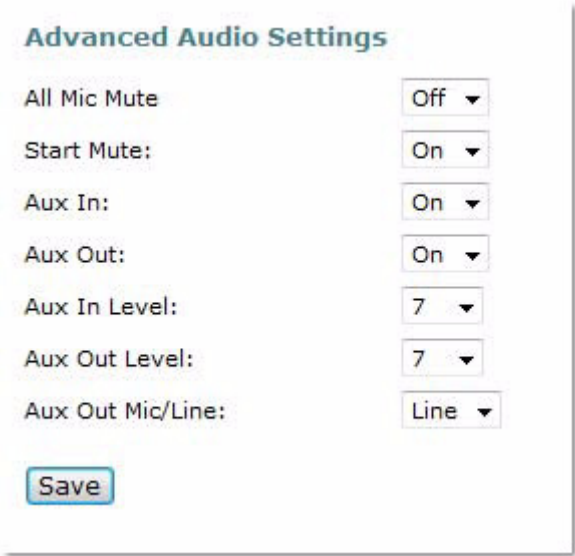 Advanced Audio Settings
All Mic Mute Off
Start Mute: On
Aux In: On
Aux Out: On
Aux In Level: 7
Aux Out Level: 7
Aux Out Mic/Line: Line
Save